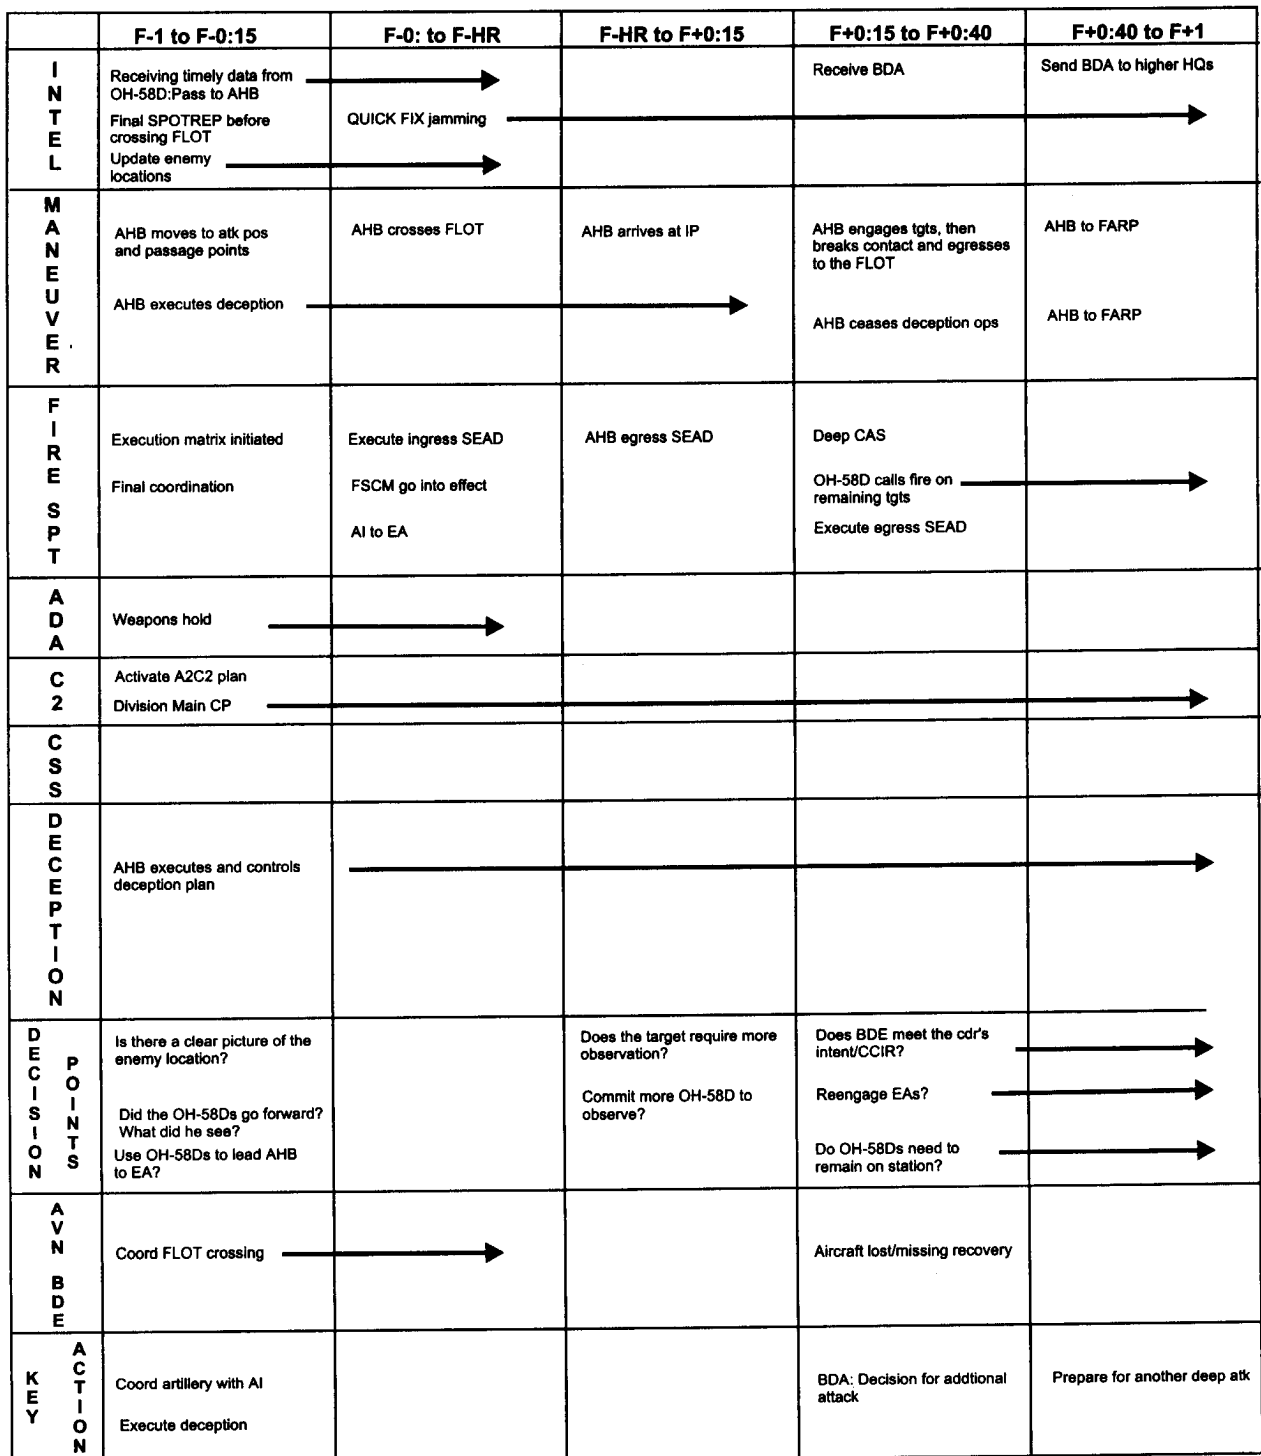 F-1 to F-0:15
F-0: to F-HR
F-HR to F+0:15
F+0:15 to F+0:40
F+0:40 to F+1
INTEL
Receiving timely data from
OH-58D:Pass to AHB
Final SPOTREP before
crossing FLOT
Update enemy
locations
QUICK FIX jamming
Receive BDA
Send BDA to higher HQs
MANEUVER
AHB moves to atk pos
and passage points
AHB executes deception
AHB crosses FLOT
AHB arrives at IP
AHB engages tgts, then
breaks contact and egresses
to the FLOT
AHB ceases deception ops
AHB to FARP
AHB to FARP
FIRE SPT
Execution matrix initiated
Final coordination
Execute ingress SEAD
FSCM go into effect
AI to EA
AHB egress SEAD
Deep CAS
OH-58D calls fire on
remaining tgts
Execute egress SEAD
ADA
Weapons hold
C2
Activate A2C2 plan
Division Main CP
CSS
DECEPTION
AHB executes and controls
deception plan
DECISION
POINTS
Is there a clear picture of the
enemy location?
Did the OH-58Ds go forward?
What did he see?
Use OH-58Ds to lead AHB
to EA?
Does the target require more
observation?
Commit more OH-58D to
observe?
Does BDE meet the cdr's
intent/CCIR?
Reengage EAs?
Do OH-58Ds need to
remain on station?
AVN BDE
Coord FLOT crossing
Aircraft lost/missing recovery
KEY
ACTION
Coord artillery with AI
Execute deception
BDA: Decision for addtional
attack
Prepare for another deep atk